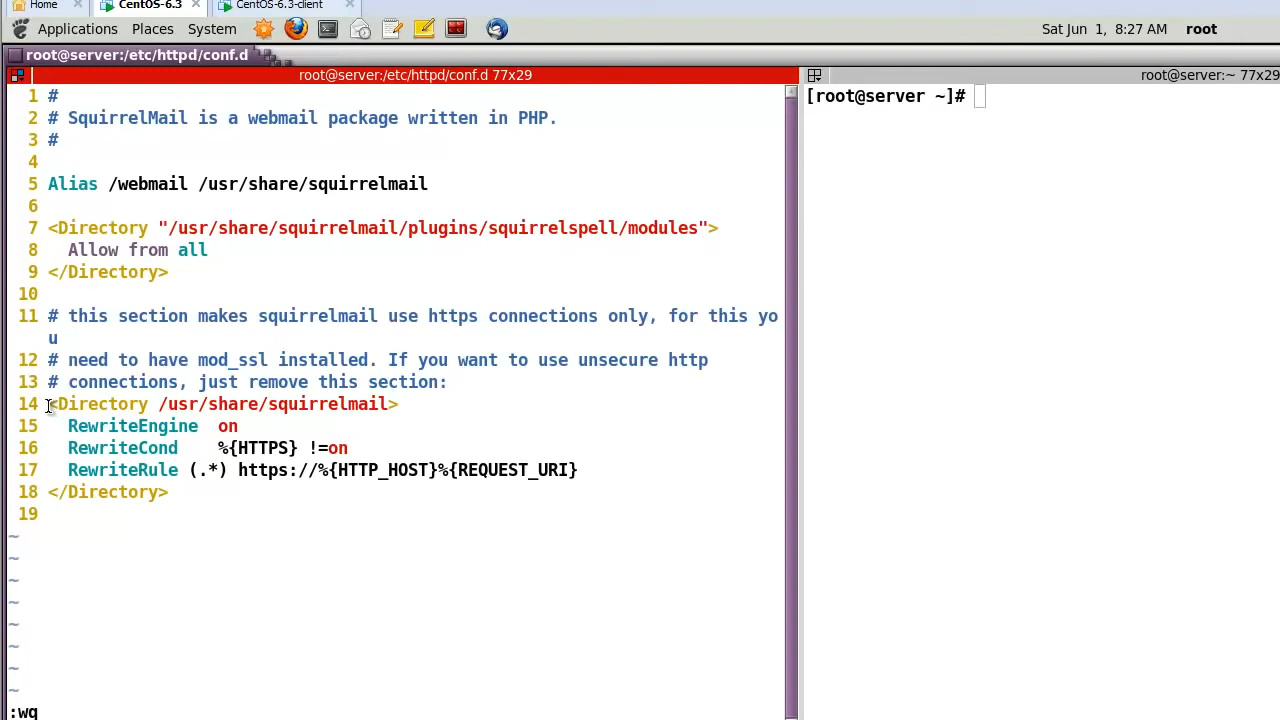 Home CentOS-6.3 CentOS-6.3-client
Applications Places System Sat Jun 1, 8:27 AM root
root@server:/etc/httpd/conf.d
root@server:/etc/httpd/conf.d 77x29
1 #
2 # SquirrelMail is a webmail package written in PHP.
3 #
4
5 Alias /webmail /usr/share/squirrelmail
6
7 <Directory "/usr/share/squirrelmail/plugins/squirrelspell/modules">
8   Allow from all
9 </Directory>
10
11 # this section makes squirrelmail use https connections only, for this yo
u
12 # need to have mod_ssl installed. If you want to use unsecure http
13 # connections, just remove this section:
14 <Directory /usr/share/squirrelmail>
15   RewriteEngine  on
16   RewriteCond    %{HTTPS} !=on
17   RewriteRule (.*) https://%{HTTP_HOST}%{REQUEST_URI}
18 </Directory>
19
~
~
~
~
~
~
~
~
:wq
root@server:~ 77x29
[root@server ~]#